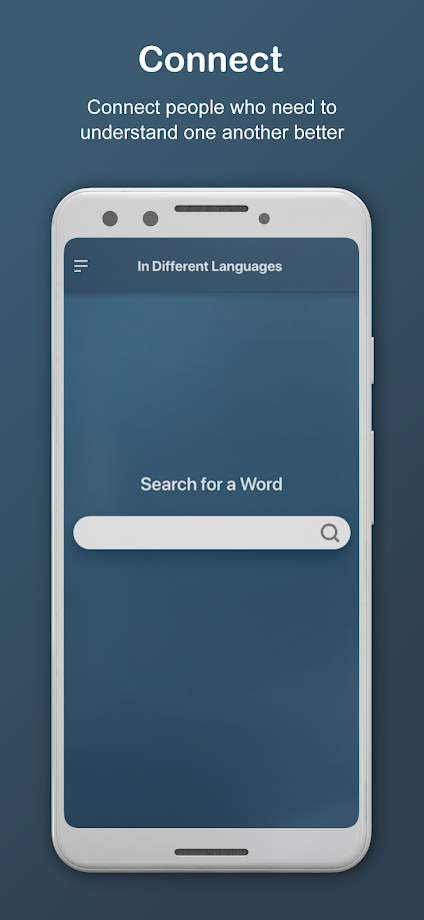 Connect
Connect people who need to
understand one another better
In Different Languages
Search for a Word